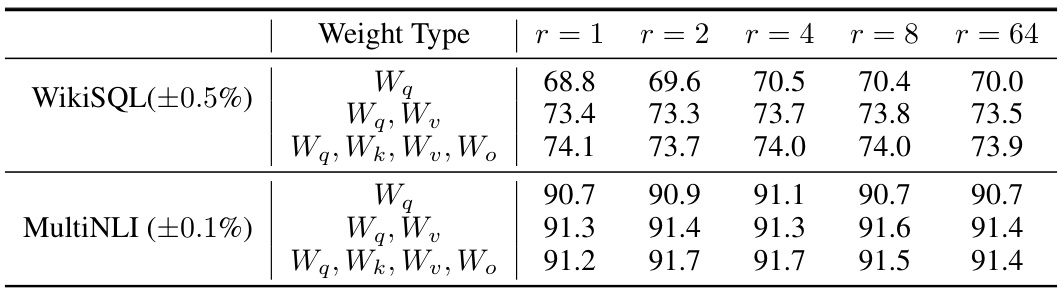 Weight Type r = 1 r = 2 r = 4 r = 8 r = 64
WikiSQL(±0.5%) W_q 68.8 69.6 70.5 70.4 70.0
W_q, W_v 73.4 73.3 73.7 73.8 73.5
W_q, W_k, W_v, W_o 74.1 73.7 74.0 74.0 73.9
MultiNLI (±0.1%) W_q 90.7 90.9 91.1 90.7 90.7
W_q, W_v 91.3 91.4 91.3 91.6 91.4
W_q, W_k, W_v, W_o 91.2 91.7 91.7 91.5 91.4